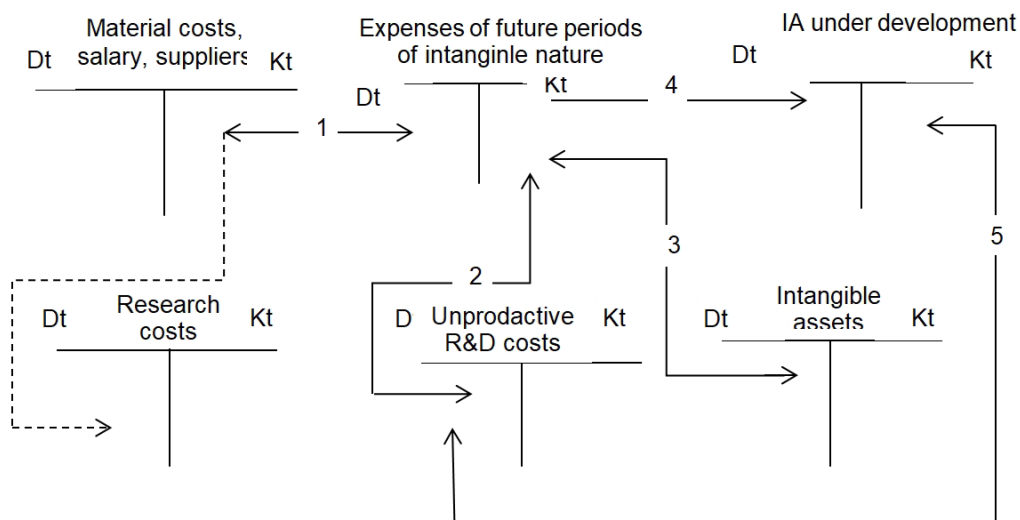 Material costs,
salary, suppliers
Dt
Kt
Expenses of future periods
of intanginle nature
Dt
Kt
IA under development
Dt
Kt
1
4
2
3
5
Research
costs
Dt
Kt
Unprodactive
R&D costs
D
Kt
Intangible
assets
Dt
Kt